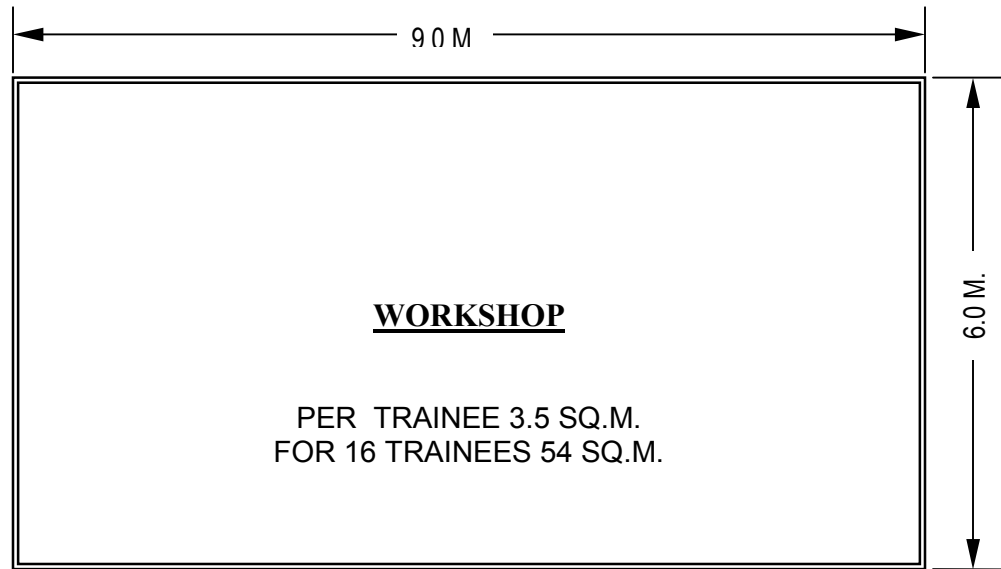 9.0 M
WORKSHOP
6.0 M.
PER TRAINEE 3.5 SQ.M.
FOR 16 TRAINEES 54 SQ.M.